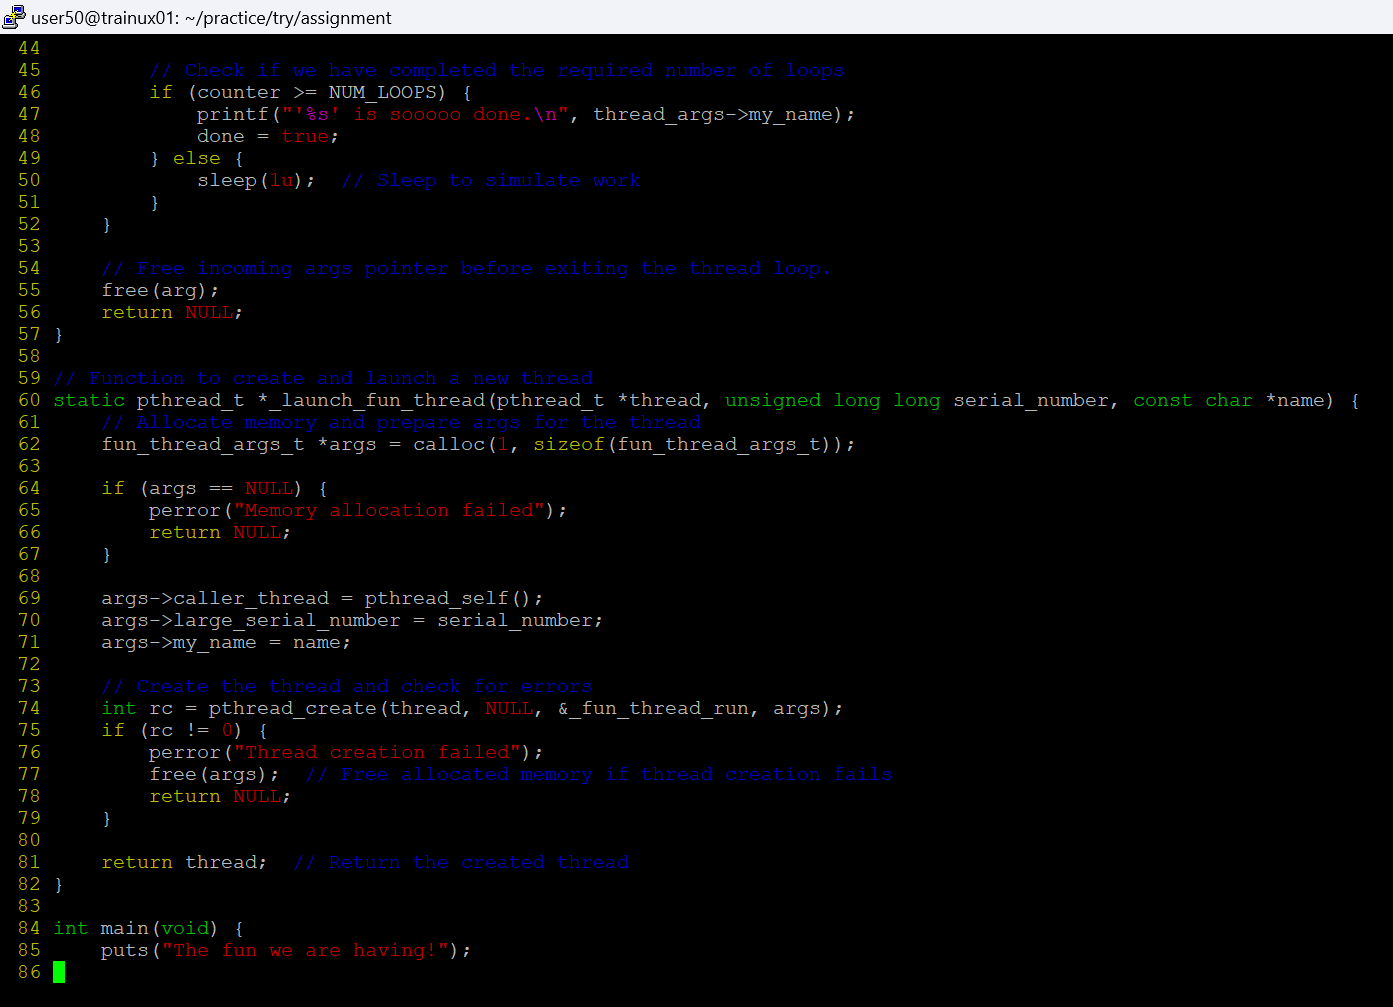 user50@trainux01: ~/practice/try/assignment
44
45         // Check if we have completed the required number of loops
46         if (counter >= NUM_LOOPS) {
47             printf("'%s' is sooooo done.\n", thread_args->my_name);
48             done = true;
49         } else {
50             sleep(1u);  // Sleep to simulate work
51         }
52     }
53
54     // Free incoming args pointer before exiting the thread loop.
55     free(arg);
56     return NULL;
57 }
58
59 // Function to create and launch a new thread
60 static pthread_t *_launch_fun_thread(pthread_t *thread, unsigned long long serial_number, const char *name) {
61     // Allocate memory and prepare args for the thread
62     fun_thread_args_t *args = calloc(1, sizeof(fun_thread_args_t));
63
64     if (args == NULL) {
65         perror("Memory allocation failed");
66         return NULL;
67     }
68
69     args->caller_thread = pthread_self();
70     args->large_serial_number = serial_number;
71     args->my_name = name;
72
73     // Create the thread and check for errors
74     int rc = pthread_create(thread, NULL, &_fun_thread_run, args);
75     if (rc != 0) {
76         perror("Thread creation failed");
77         free(args);  // Free allocated memory if thread creation fails
78         return NULL;
79     }
80
81     return thread;  // Return the created thread
82 }
83
84 int main(void) {
85     puts("The fun we are having!");
86